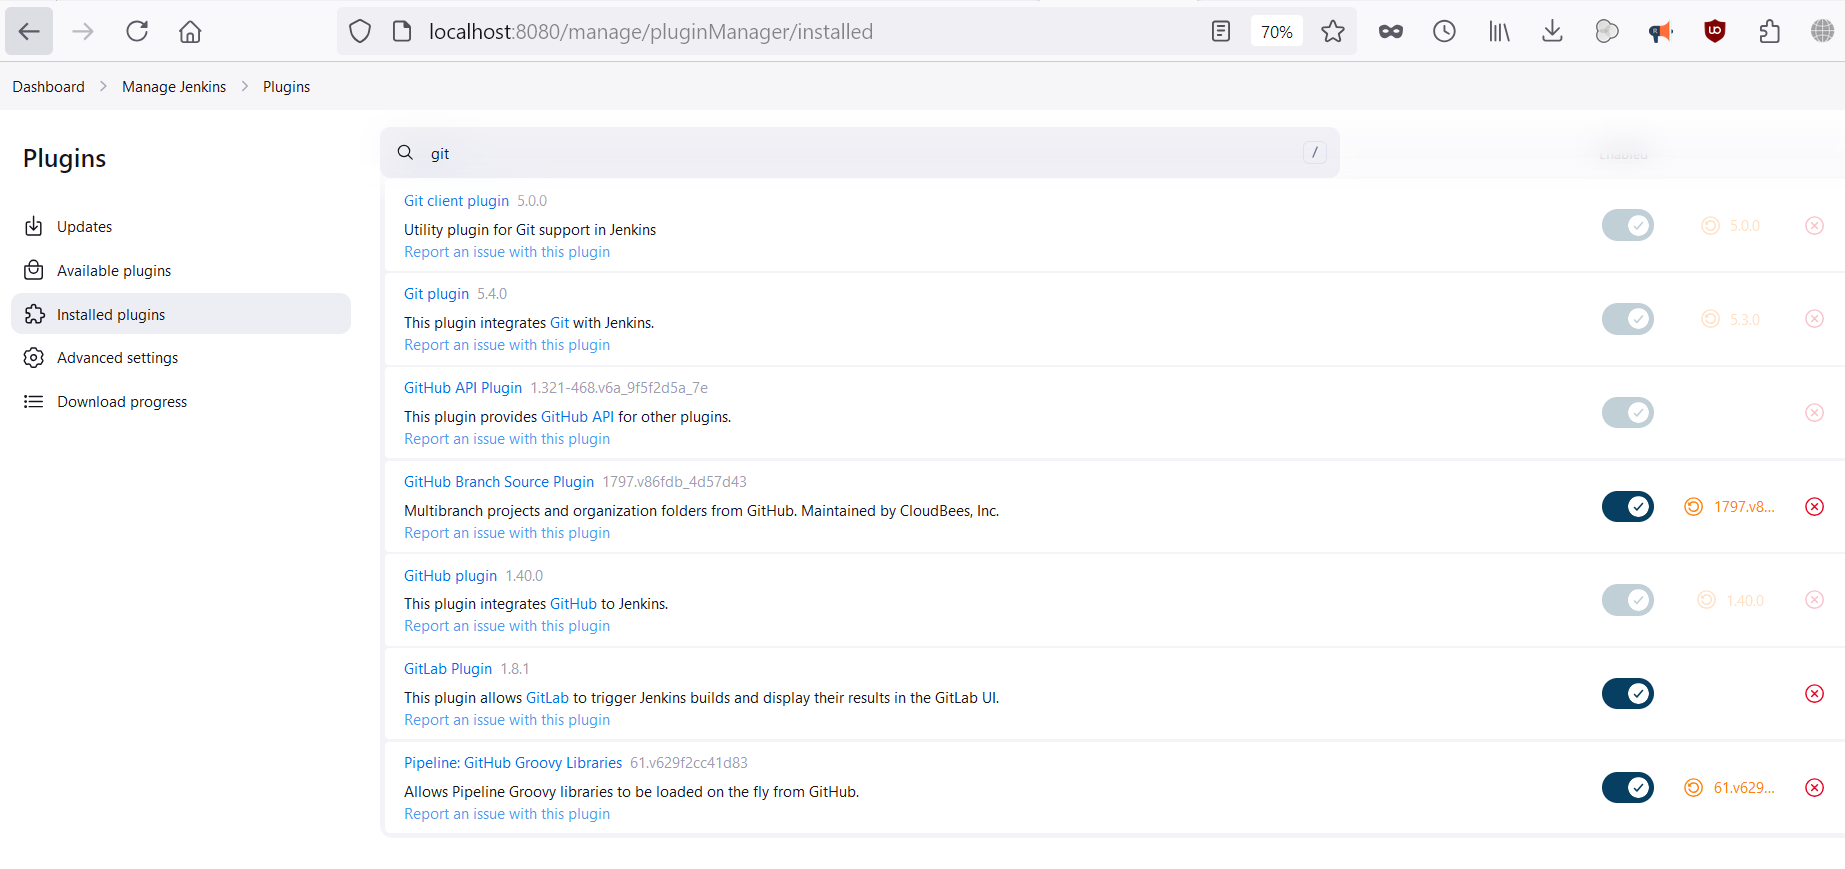 localhost:8080/manage/pluginManager/installed
70%
Dashboard > Manage Jenkins > Plugins
Plugins
Updates
Available plugins
Installed plugins
Advanced settings
Download progress
git /
Enabled
Git client plugin 5.0.0
Utility plugin for Git support in Jenkins
Report an issue with this plugin
5.0.0
Git plugin 5.4.0
This plugin integrates Git with Jenkins.
Report an issue with this plugin
5.3.0
GitHub API Plugin 1.321-468.v6a_9f5f2d5a_7e
This plugin provides GitHub API for other plugins.
Report an issue with this plugin
GitHub Branch Source Plugin 1797.v86fdb_4d57d43
Multibranch projects and organization folders from GitHub. Maintained by CloudBees, Inc.
Report an issue with this plugin
1797.v8...
GitHub plugin 1.40.0
This plugin integrates GitHub to Jenkins.
Report an issue with this plugin
1.40.0
GitLab Plugin 1.8.1
This plugin allows GitLab to trigger Jenkins builds and display their results in the GitLab UI.
Report an issue with this plugin
Pipeline: GitHub Groovy Libraries 61.v629f2cc41d83
Allows Pipeline Groovy libraries to be loaded on the fly from GitHub.
Report an issue with this plugin
61.v629...